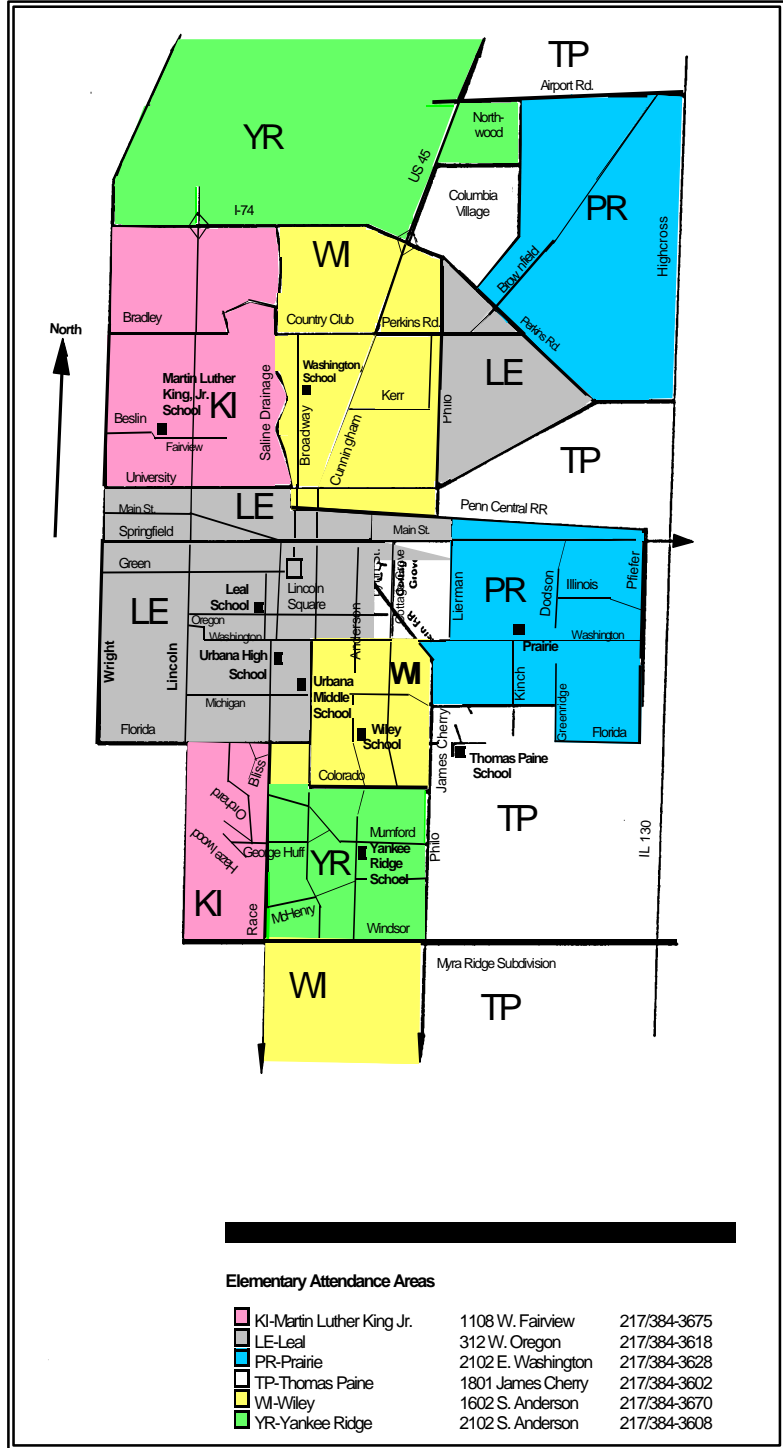 TP
Airport Rd.
North-
wood
YR
US 45
Columbia
Village
PR
I-74
Highcross
WI
Brownfield
Bradley
Country Club
Perkins Rd.
Perkins Rd.
North
Martin Luther
King, Jr.
School
KI
Washington
School
LE
Saline Drainage
Broadway
Kerr
Philo
Beslin
Fairview
Cunningham
TP
University
LE
Penn Central RR
Main St.
Springfield
Main St.
Green
Grove
Cottage Grove
Lierman
PR
Dodson
Illinois
Pfiefer
Leal
School
Lincoln
Square
LE
Oregon
Washington
Anderson
Prairie
Washington
Wright
Lincoln
Urbana High
School
WI
Kinch
Urbana
Middle
School
Michigan
Greenridge
Florida
Wiley
School
James Cherry
Florida
Thomas Paine
School
Bliss
Colorado
Orchard
TP
Hazelwood
George Huff
Mumford
YR
Yankee
Ridge
School
Philo
IL 130
KI
Race
McHenry
Windsor
Myra Ridge Subdivision
WI
TP
Elementary Attendance Areas
KI-Martin Luther King Jr. 1108 W. Fairview 217/384-3675
LE-Leal 312 W. Oregon 217/384-3618
PR-Prairie 2102 E. Washington 217/384-3628
TP-Thomas Paine 1801 James Cherry 217/384-3602
WI-Wiley 1602 S. Anderson 217/384-3670
YR-Yankee Ridge 2102 S. Anderson 217/384-3608